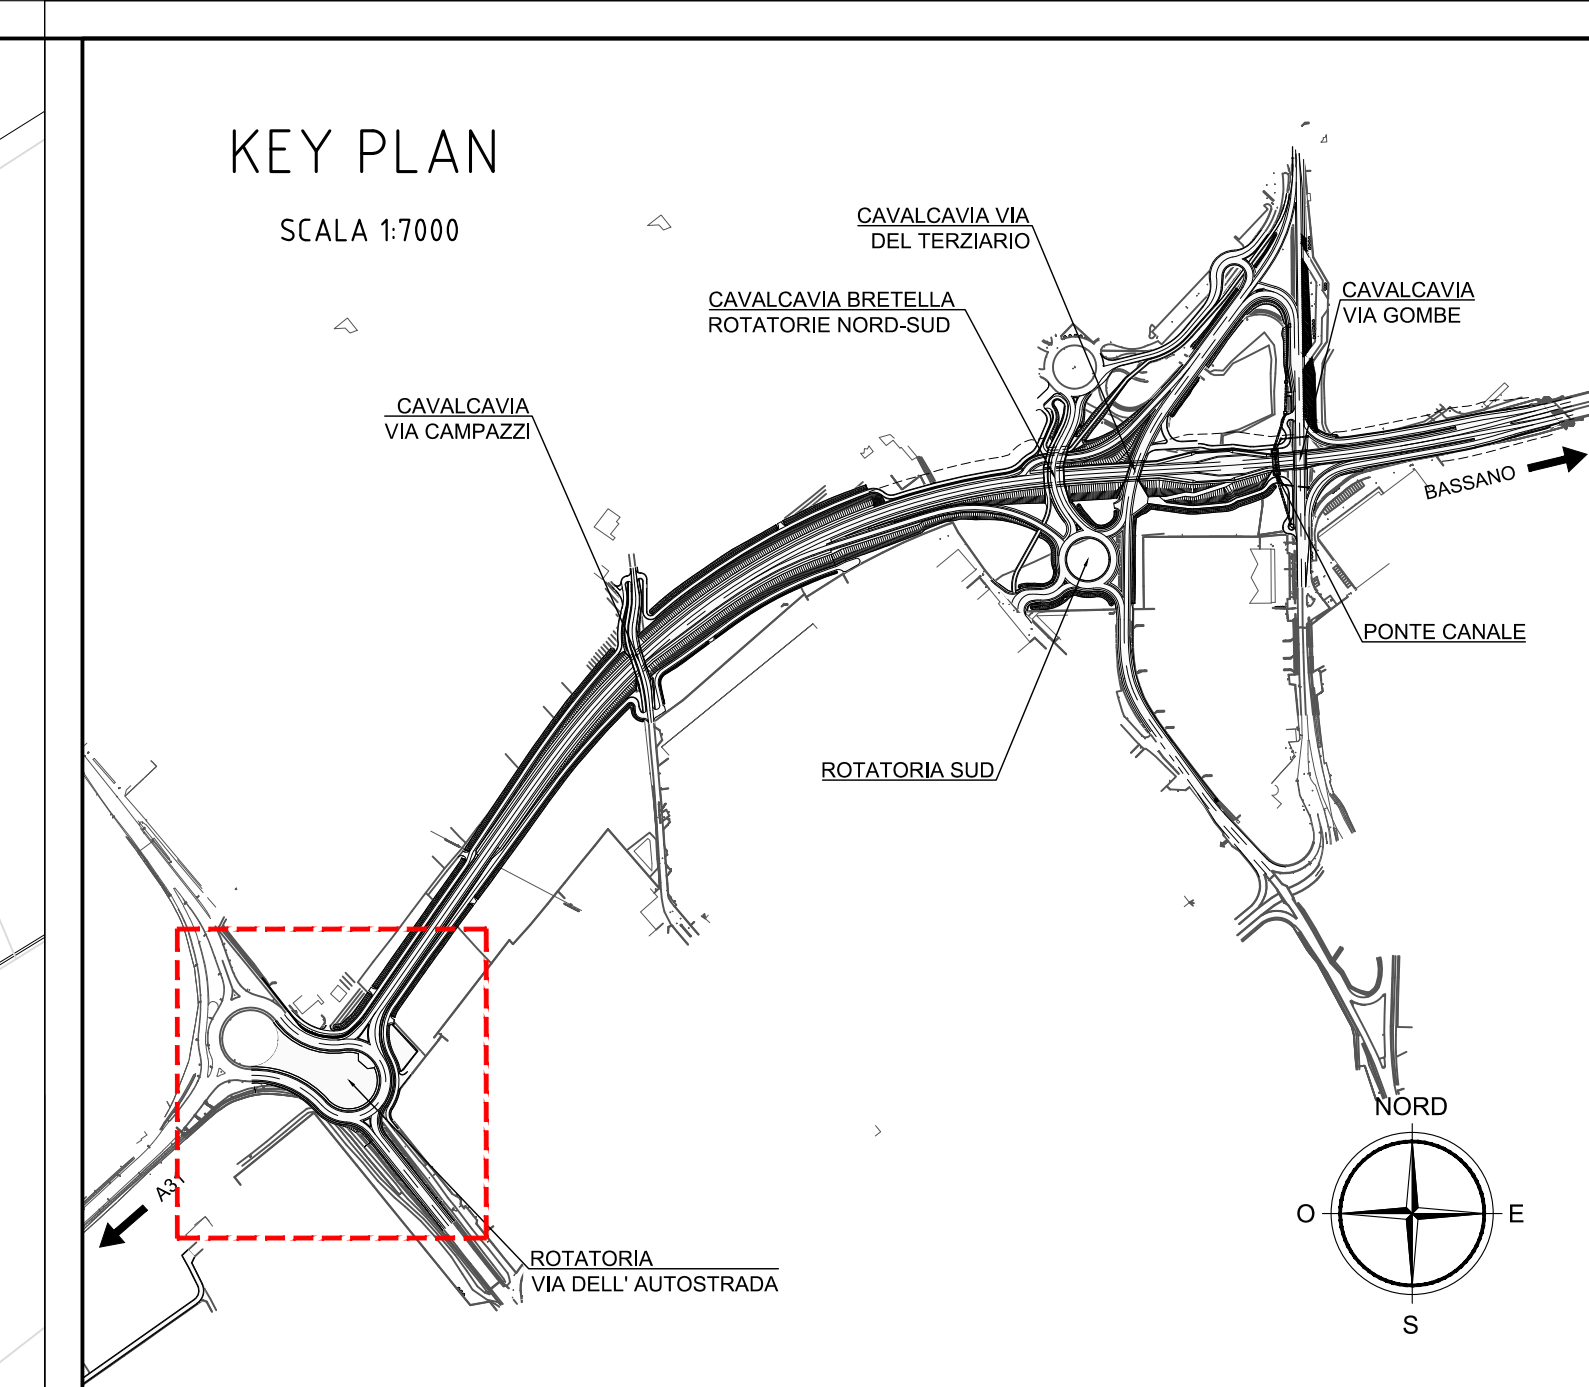 KEY PLAN
SCALA 1:7000
CAVALCAVIA VIA
DEL TERZIARIO
CAVALCAVIA BRETELLA
ROTATORIE NORD-SUD
CAVALCAVIA
VIA GOMBE
CAVALCAVIA
VIA CAMPAZZI
BASSANO
PONTE CANALE
ROTATORIA SUD
A31
ROTATORIA
VIA DELL' AUTOSTRADA
NORD
O
E
S